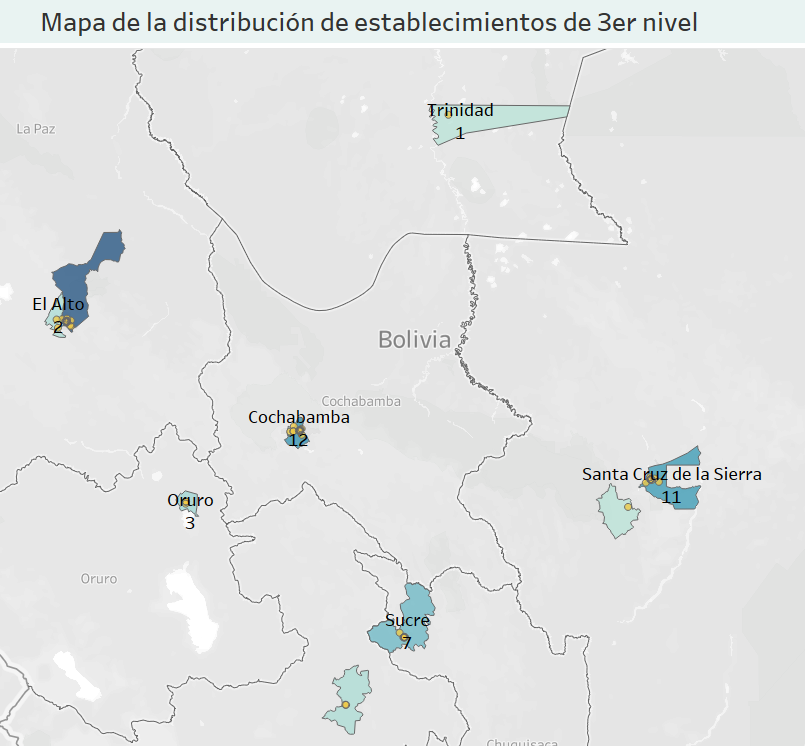 Mapa de la distribución de establecimientos de 3er nivel
Trinidad
1
La Paz
El Alto
2
Bolivia
Cochabamba
Cochabamba
12
Santa Cruz de la Sierra
11
Oruro
3
Oruro
Sucre
7
Chuquisaca